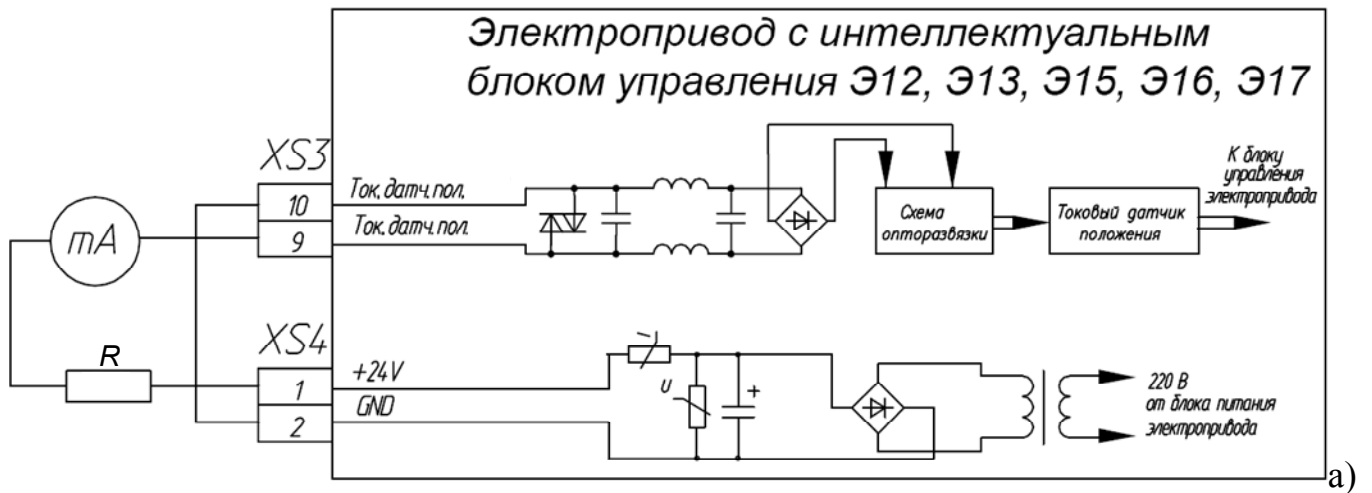 Электропривод с интеллектуальным
блоком управления Э12, Э13, Э15, Э16, Э17
XS3
10
Ток. датч. пол.
9
Ток. датч. пол.
mA
Схема
опторазвязки
Токовый датчик
положения
К блоку
управления
электропривода
R
XS4
1
+24V
2
GND
I
U
+
220 В
от блока питания
электропривода
а)